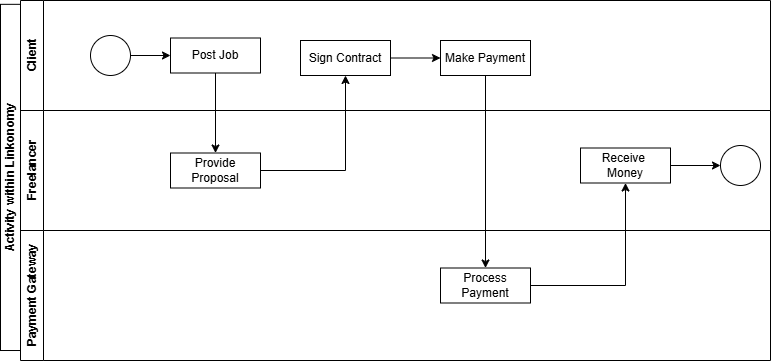 Activity within Linkonomy
Client
Post Job
Sign Contract
Make Payment
Freelancer
Provide
Proposal
Receive
Money
Payment Gateway
Process
Payment